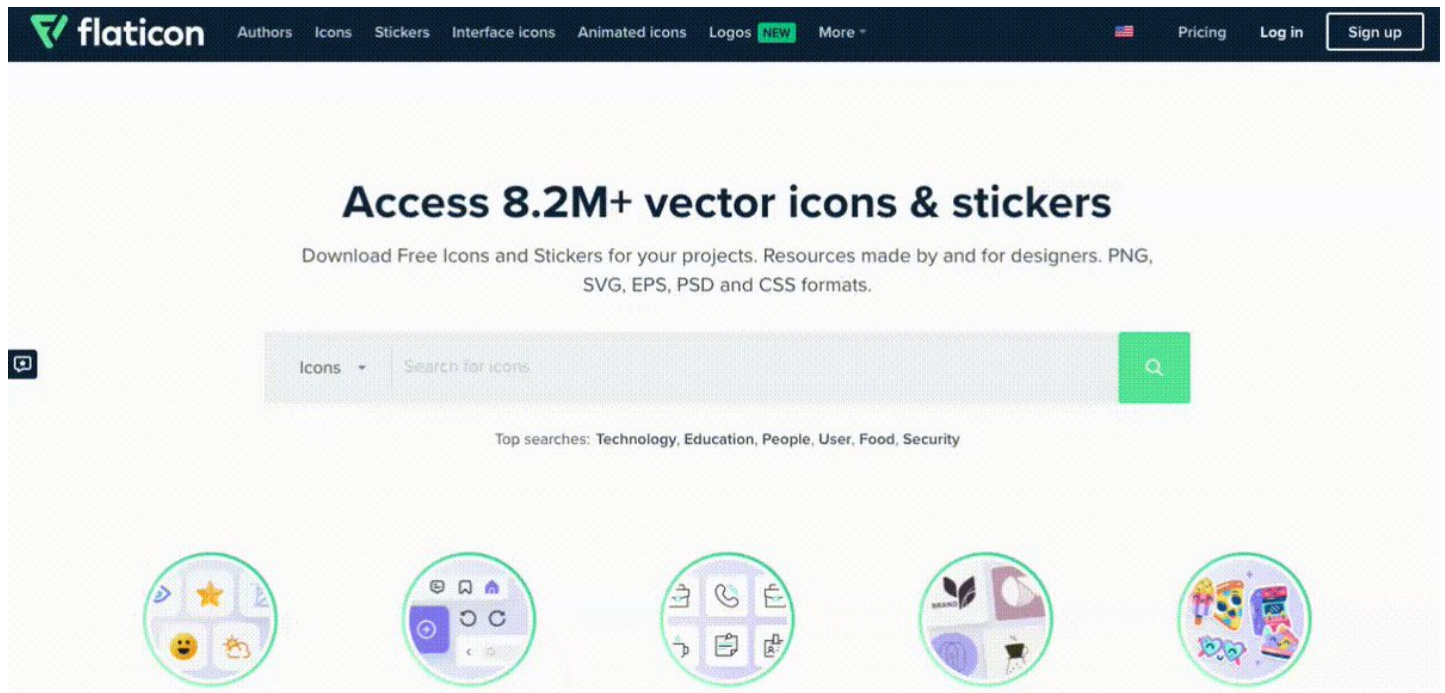 flaticon Authors Icons Stickers Interface icons Animated icons Logos NEW More Pricing Log in Sign up
Access 8.2M+ vector icons & stickers
Download Free Icons and Stickers for your projects. Resources made by and for designers. PNG,
SVG, EPS, PSD and CSS formats.
Icons Search for icons
Top searches: Technology, Education, People, User, Food, Security
BRAND